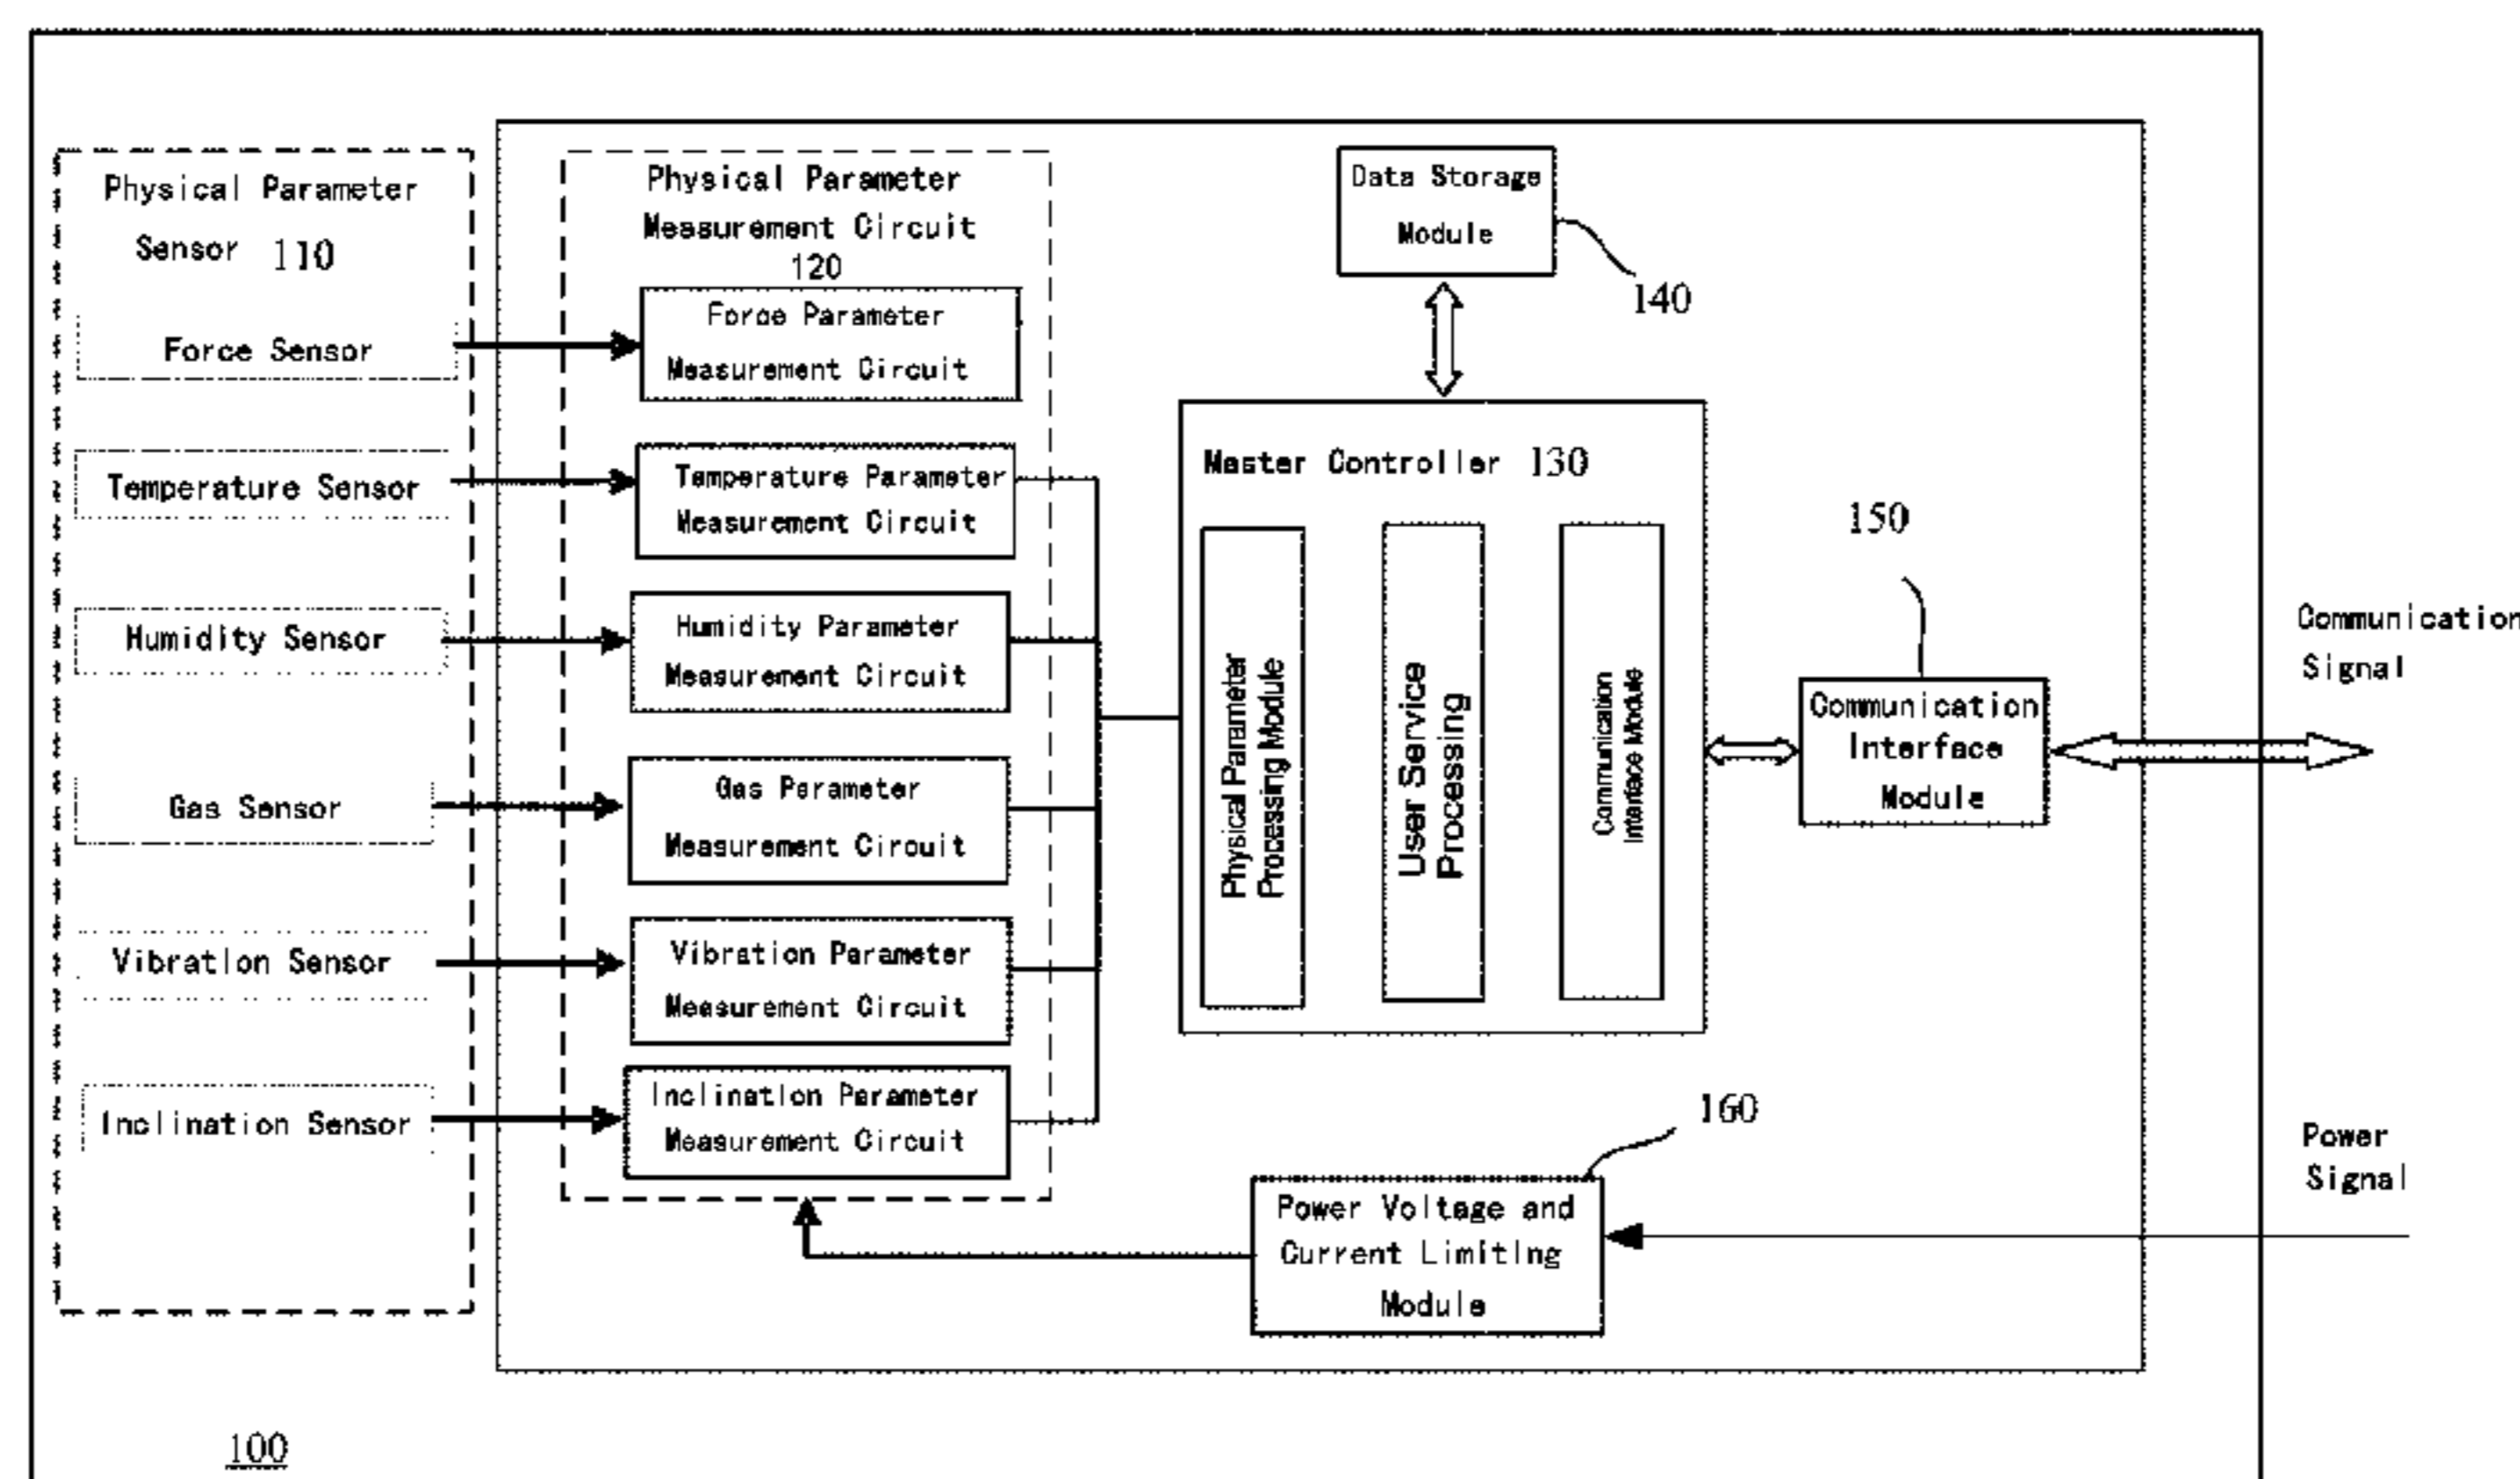 Physical Parameter
Sensor 110
Force Sensor
Temperature Sensor
Humidity Sensor
Gas Sensor
Vibration Sensor
Inclination Sensor
Physical Parameter
Measurement Circuit
120
Force Parameter
Measurement Circuit
Temperature Parameter
Measurement Circuit
Humidity Parameter
Measurement Circuit
Gas Parameter
Measurement Circuit
Vibration Parameter
Measurement Circuit
Inclination Parameter
Measurement Circuit
Data Storage
Module
140
Master Controller 130
Physical Parameter
Processing Module
User Service
Processing
Communication
Interface Module
150
Communication
Interface
Module
Communication
Signal
160
Power Voltage and
Current Limiting
Module
Power
Signal
100